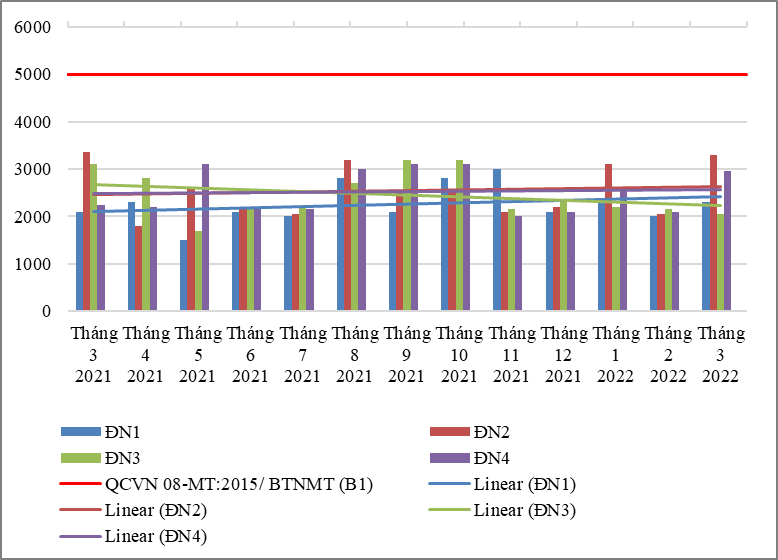 6000
5000
4000
3000
2000
1000
0
Tháng Tháng Tháng Tháng Tháng Tháng Tháng Tháng Tháng Tháng Tháng Tháng Tháng
3 4 5 6 7 8 9 10 11 12 1 2 3
2021 2021 2021 2021 2021 2021 2021 2021 2021 2021 2022 2022 2022
ĐN1 ĐN2
ĐN3 ĐN4
QCVN 08-MT:2015/ BTNMT (B1) Linear (ĐN1)
Linear (ĐN2) Linear (ĐN3)
Linear (ĐN4)